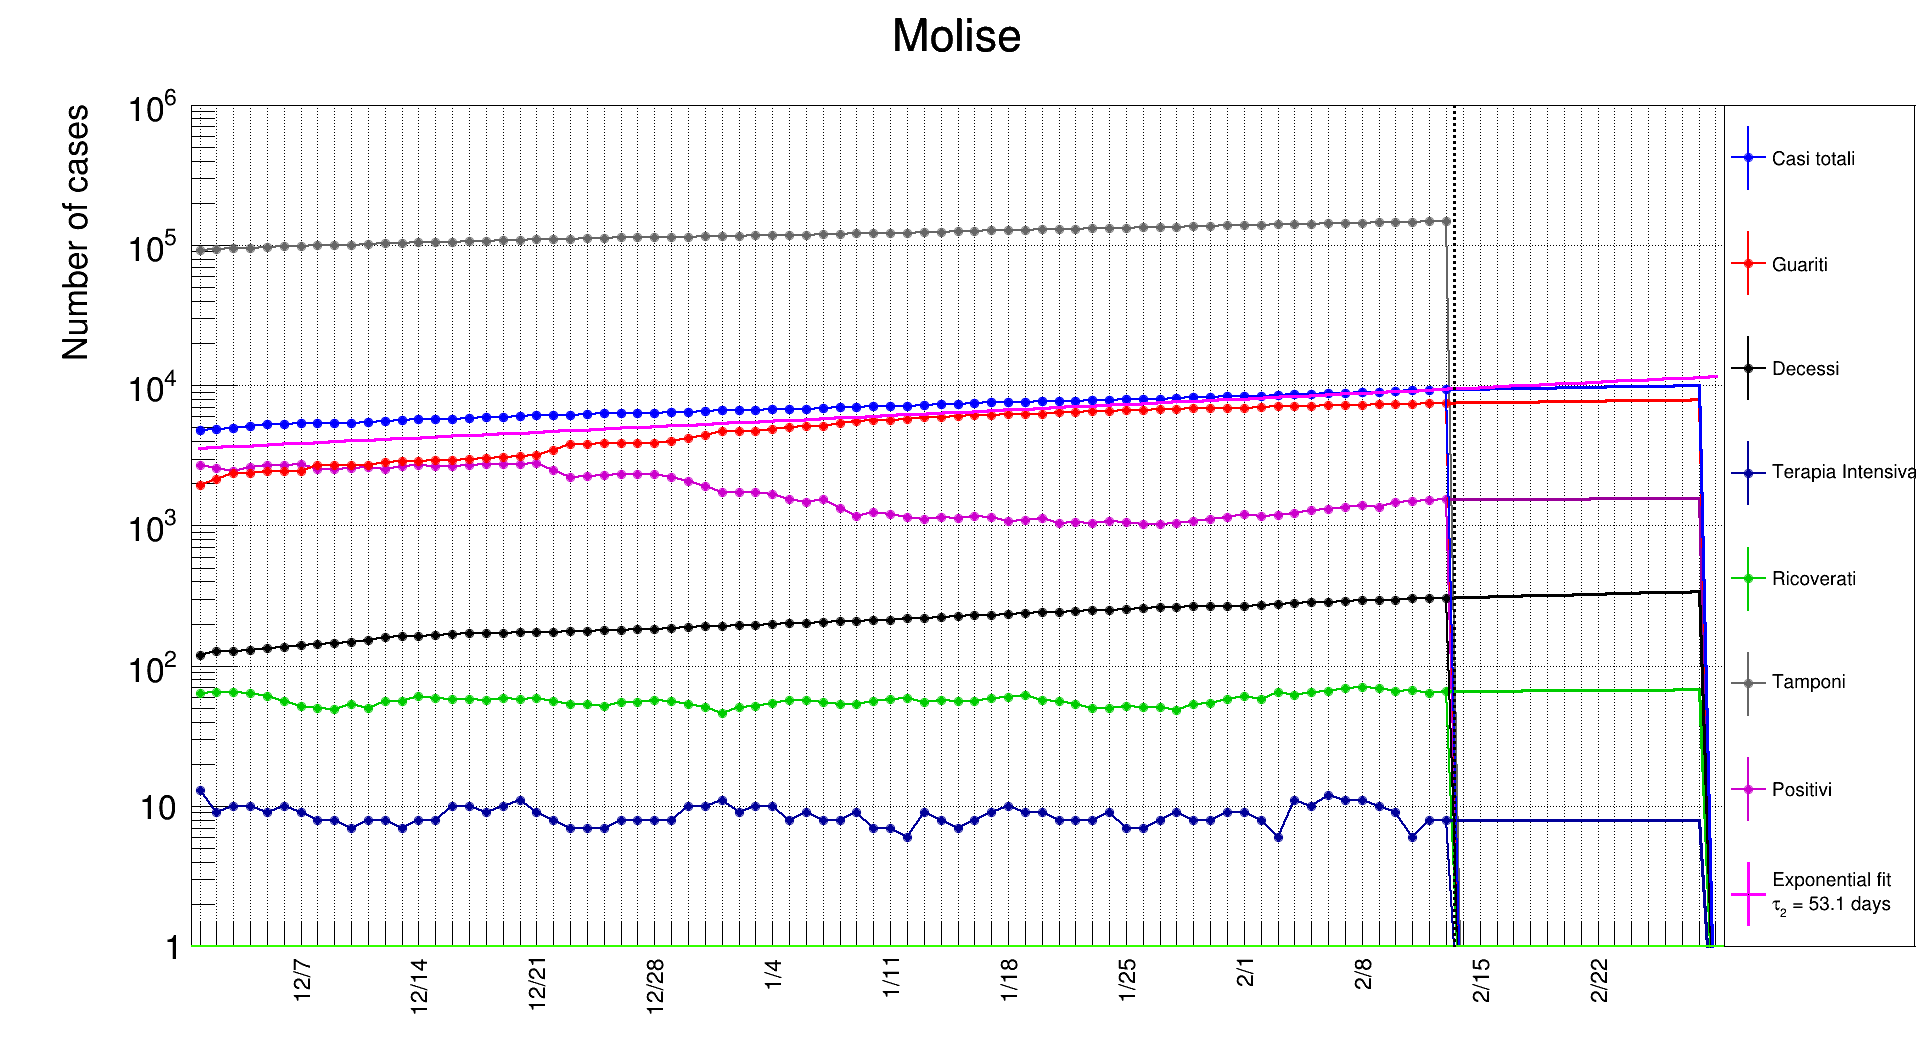 Molise
Number of cases
10^6
10^5
10^4
10^3
10^2
10
1
12/7
12/14
12/21
12/28
1/4
1/11
1/18
1/25
2/1
2/8
2/15
2/22
Casi totali
Guariti
Decessi
Terapia Intensiva
Ricoverati
Tamponi
Positivi
Exponential fit
τ₂ = 53.1 days